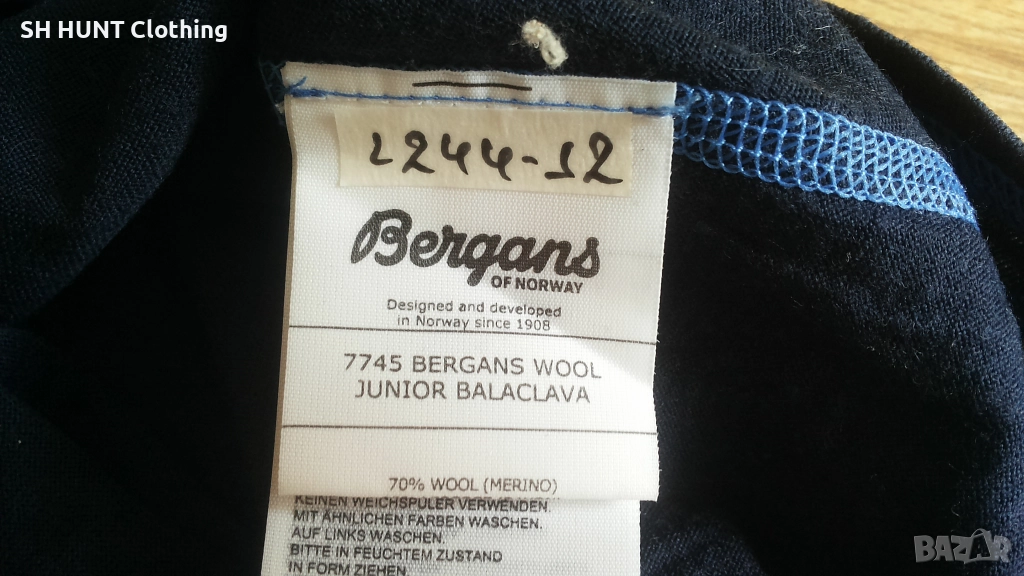 SH HUNT Clothing
L244-12
Bergans
OF NORWAY
Designed and developed
in Norway since 1908
7745 BERGANS WOOL
JUNIOR BALACLAVA
70% WOOL (MERINO)
KEINEN WEICHSPÜLER VERWENDEN.
MIT ÄHNLICHEN FARBEN WASCHEN.
AUF LINKS WASCHEN.
BITTE IN FEUCHTEM ZUSTAND
IN FORM ZIEHEN.
BAZAR